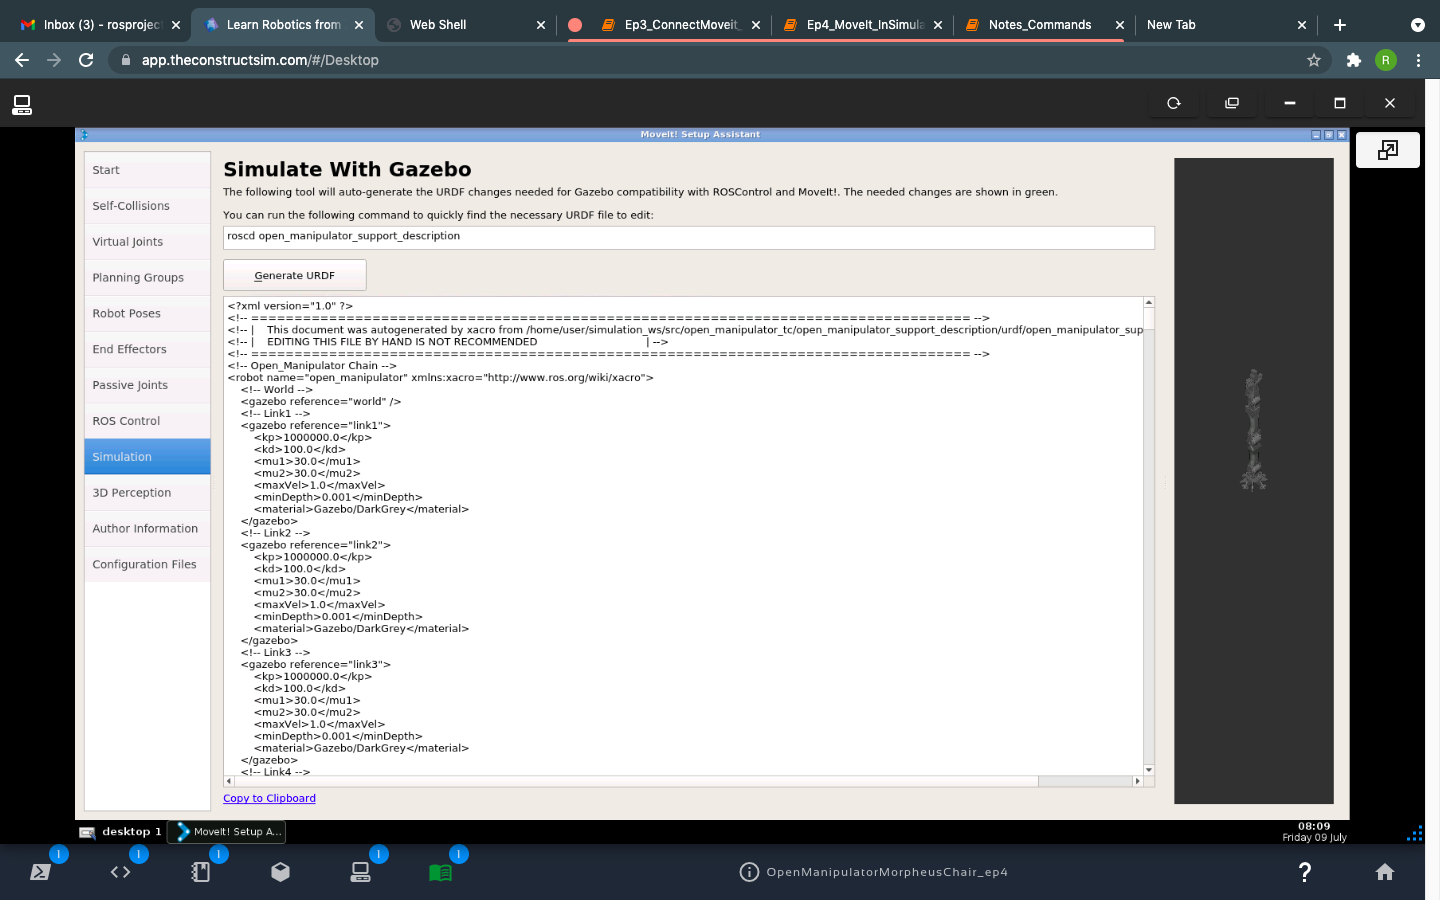 Inbox (3) - rosprojec
Learn Robotics from
Web Shell
Ep3_ConnectMoveit_
Ep4_MoveIt_InSimula
Notes_Commands
New Tab
app.theconstructsim.com/#/Desktop
R
MoveIt! Setup Assistant
Start
Self-Collisions
Virtual Joints
Planning Groups
Robot Poses
End Effectors
Passive Joints
ROS Control
Simulation
3D Perception
Author Information
Configuration Files
Simulate With Gazebo
The following tool will auto-generate the URDF changes needed for Gazebo compatibility with ROSControl and MoveIt!. The needed changes are shown in green.
You can run the following command to quickly find the necessary URDF file to edit:
roscd open_manipulator_support_description
Generate URDF
<?xml version="1.0" ?>
<!-- =================================================================================== -->
<!-- |    This document was autogenerated by xacro from /home/user/simulation_ws/src/open_manipulator_tc/open_manipulator_support_description/urdf/open_manipulator_sup
<!-- |    EDITING THIS FILE BY HAND IS NOT RECOMMENDED                                 | -->
<!-- =================================================================================== -->
<!-- Open_Manipulator Chain -->
<robot name="open_manipulator" xmlns:xacro="http://www.ros.org/wiki/xacro">
<!-- World -->
<gazebo reference="world" />
<!-- Link1 -->
<gazebo reference="link1">
<kp>1000000.0</kp>
<kd>100.0</kd>
<mu1>30.0</mu1>
<mu2>30.0</mu2>
<maxVel>1.0</maxVel>
<minDepth>0.001</minDepth>
<material>Gazebo/DarkGrey</material>
</gazebo>
<!-- Link2 -->
<gazebo reference="link2">
<kp>1000000.0</kp>
<kd>100.0</kd>
<mu1>30.0</mu1>
<mu2>30.0</mu2>
<maxVel>1.0</maxVel>
<minDepth>0.001</minDepth>
<material>Gazebo/DarkGrey</material>
</gazebo>
<!-- Link3 -->
<gazebo reference="link3">
<kp>1000000.0</kp>
<kd>100.0</kd>
<mu1>30.0</mu1>
<mu2>30.0</mu2>
<maxVel>1.0</maxVel>
<minDepth>0.001</minDepth>
<material>Gazebo/DarkGrey</material>
</gazebo>
<!-- Link4 -->
Copy to Clipboard
desktop 1
MoveIt! Setup A...
08:09
Friday 09 July
1
1
1
1
1
OpenManipulatorMorpheusChair_ep4
?